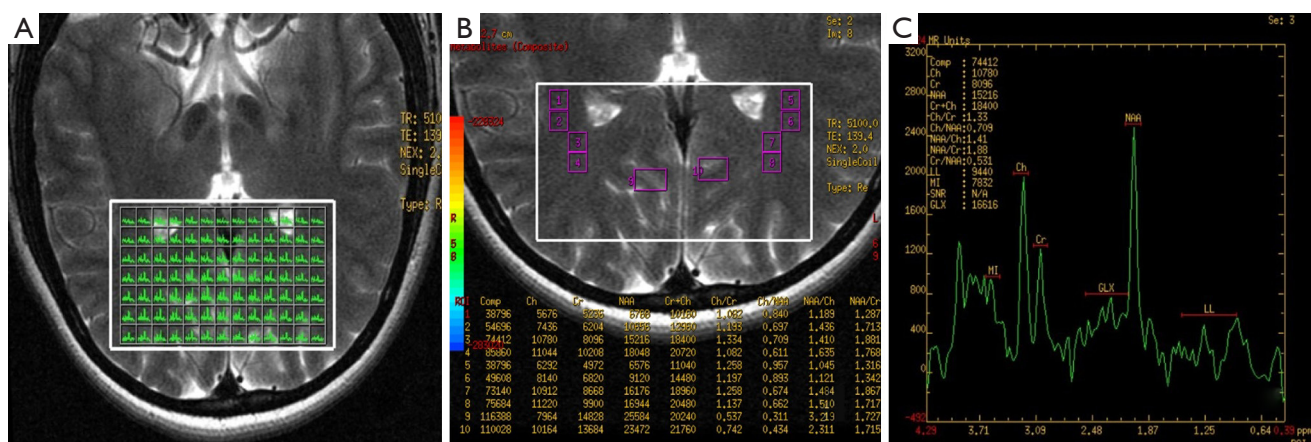 A
TR: 510
TE: 139
NEX: 2.
SingleCoil
Type: R
B
2.7 cm
Metabolites (Composite)
Se: 2
Im: 8
TR: 5100.0
TE: 139.4
NEX: 2.0
SingleCoil
Type: Re
R
5
8
L
6
9
1
2
3
4
5
6
7
8
9
10
ROI Comp Ch Cr NAA Cr+Ch Ch/Cr Ch/NAA NAA/Ch NAA/Cr
1 38796 5676 10160 0.840 1.189 1.287
2 54696 7436 6204 0.697 1.436 1.713
3 74412 10780 8096 15216 18400 1.334 0.709 1.410 1.881
4 85860 11044 10208 18048 20720 1.082 0.611 1.635 1.768
5 38796 6292 4972 6576 11040 1.258 0.957 1.045 1.316
6 49608 8140 6820 9120 14480 1.197 0.893 1.121 1.342
7 73140 10912 8668 16176 18960 1.258 0.674 1.484 1.867
8 75684 11220 9900 16944 20480 1.137 0.662 1.510 1.717
9 116388 7964 14828 25584 20240 0.537 0.311 3.219 1.727
10 110028 10164 13684 23472 21760 0.742 0.434 2.311 1.715
C
Se: 3
MR Units
3200
2800
2400
2000
1600
1200
800
400
0
-492
Comp : 74412
Ch : 10780
Cr : 8096
NAA : 15216
Cr+Ch : 18400
Ch/Cr :1.33
Ch/NAA:0.709
NAA/Ch:1.41
NAA/Cr:1.88
Cr/NAA:0.531
LL : 9440
MI : 7832
SNR : N/A
GLX : 16616
NAA
Ch
Cr
MI
GLX
LL
4.29 3.71 3.09 2.48 1.87 1.25 0.64 0.39 ppm